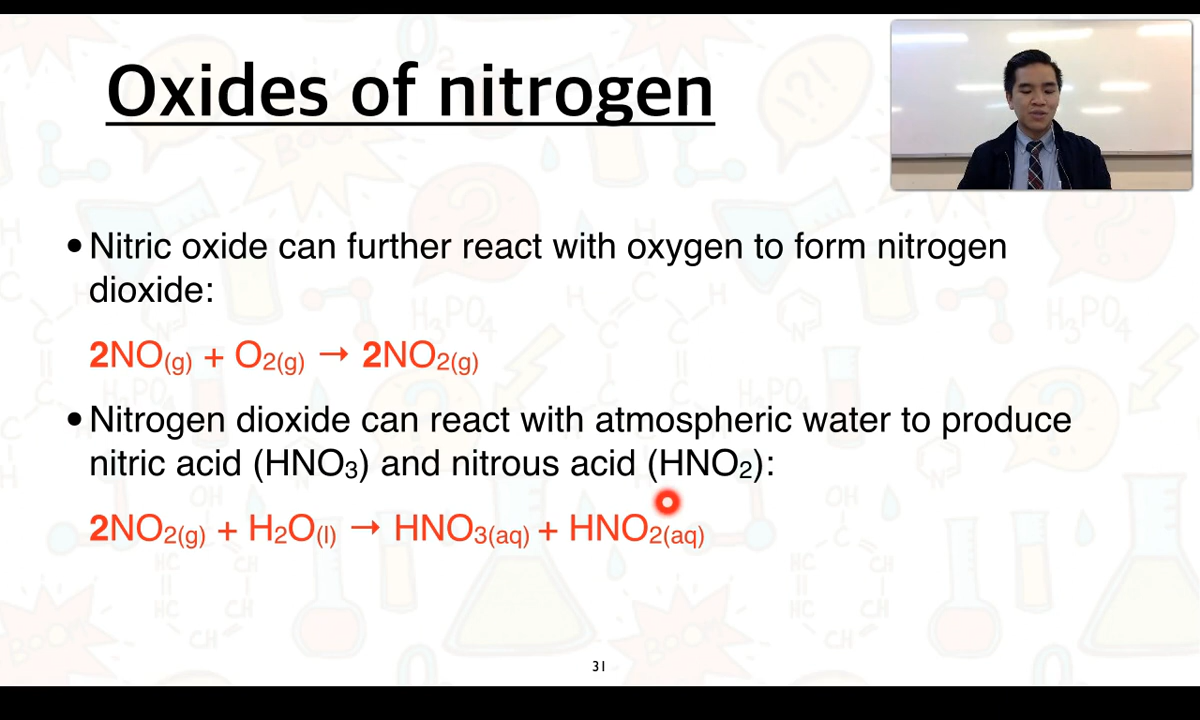 Oxides of nitrogen
• Nitric oxide can further react with oxygen to form nitrogen
dioxide:
2NO(g) + O2(g) → 2NO2(g)
• Nitrogen dioxide can react with atmospheric water to produce
nitric acid (HNO3) and nitrous acid (HNO2):
2NO2(g) + H2O(l) → HNO3(aq) + HNO2(aq)
31